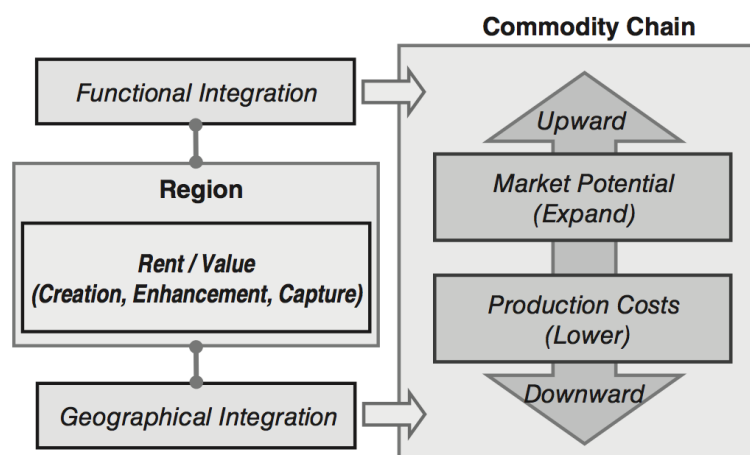 Commodity Chain
Functional Integration
Upward
Region
Market Potential
(Expand)
Rent / Value
(Creation, Enhancement, Capture)
Production Costs
(Lower)
Downward
Geographical Integration